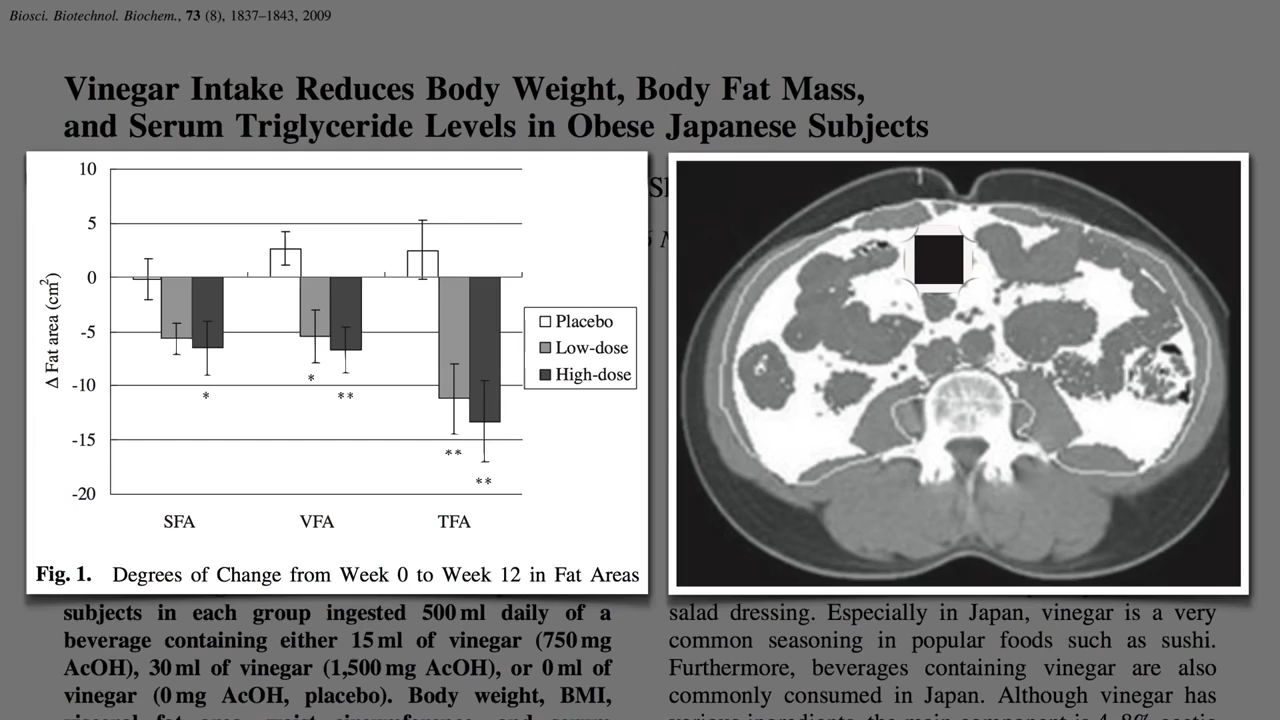 Biosci. Biotechnol. Biochem., 73 (8), 1837–1843, 2009
Vinegar Intake Reduces Body Weight, Body Fat Mass,
and Serum Triglyceride Levels in Obese Japanese Subjects
10
5
0
-5
-10
-15
-20
Δ Fat area (cm²)
*
*
**
**
**
SFA VFA TFA
Placebo
Low-dose
High-dose
Fig. 1. Degrees of Change from Week 0 to Week 12 in Fat Areas
subjects in each group ingested 500 ml daily of a
beverage containing either 15 ml of vinegar (750 mg
AcOH), 30 ml of vinegar (1,500 mg AcOH), or 0 ml of
vinegar (0 mg AcOH, placebo). Body weight, BMI,
salad dressing. Especially in Japan, vinegar is a very
common seasoning in popular foods such as sushi.
Furthermore, beverages containing vinegar are also
commonly consumed in Japan. Although vinegar has